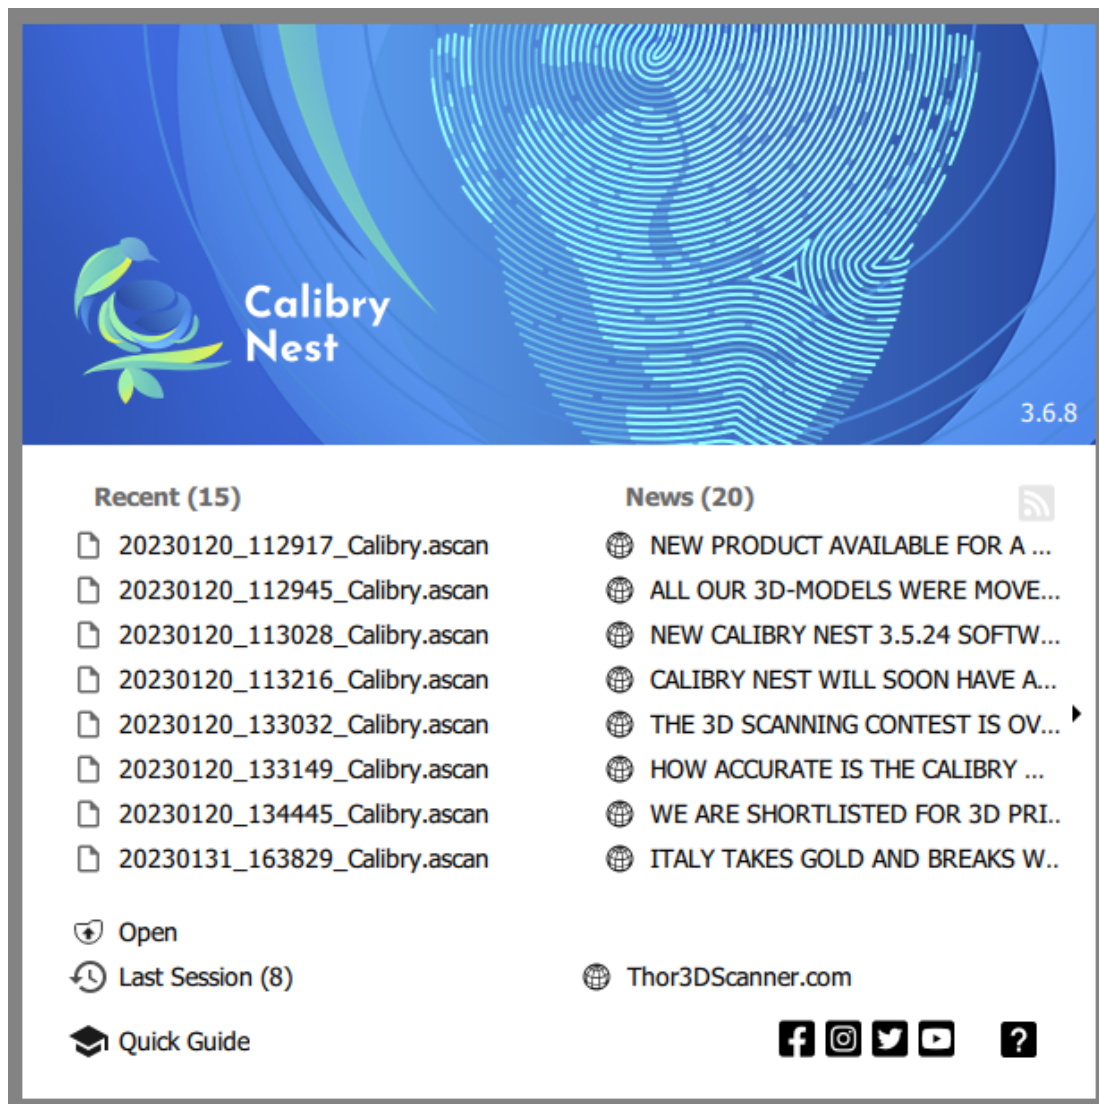 Calibry
Nest
3.6.8
Recent (15)
20230120_112917_Calibry.ascan
20230120_112945_Calibry.ascan
20230120_113028_Calibry.ascan
20230120_113216_Calibry.ascan
20230120_133032_Calibry.ascan
20230120_133149_Calibry.ascan
20230120_134445_Calibry.ascan
20230131_163829_Calibry.ascan
News (20)
NEW PRODUCT AVAILABLE FOR A ...
ALL OUR 3D-MODELS WERE MOVE...
NEW CALIBRY NEST 3.5.24 SOFTW...
CALIBRY NEST WILL SOON HAVE A...
THE 3D SCANNING CONTEST IS OV...
HOW ACCURATE IS THE CALIBRY ...
WE ARE SHORTLISTED FOR 3D PRI..
ITALY TAKES GOLD AND BREAKS W..
Open
Last Session (8)
Thor3DScanner.com
Quick Guide
?